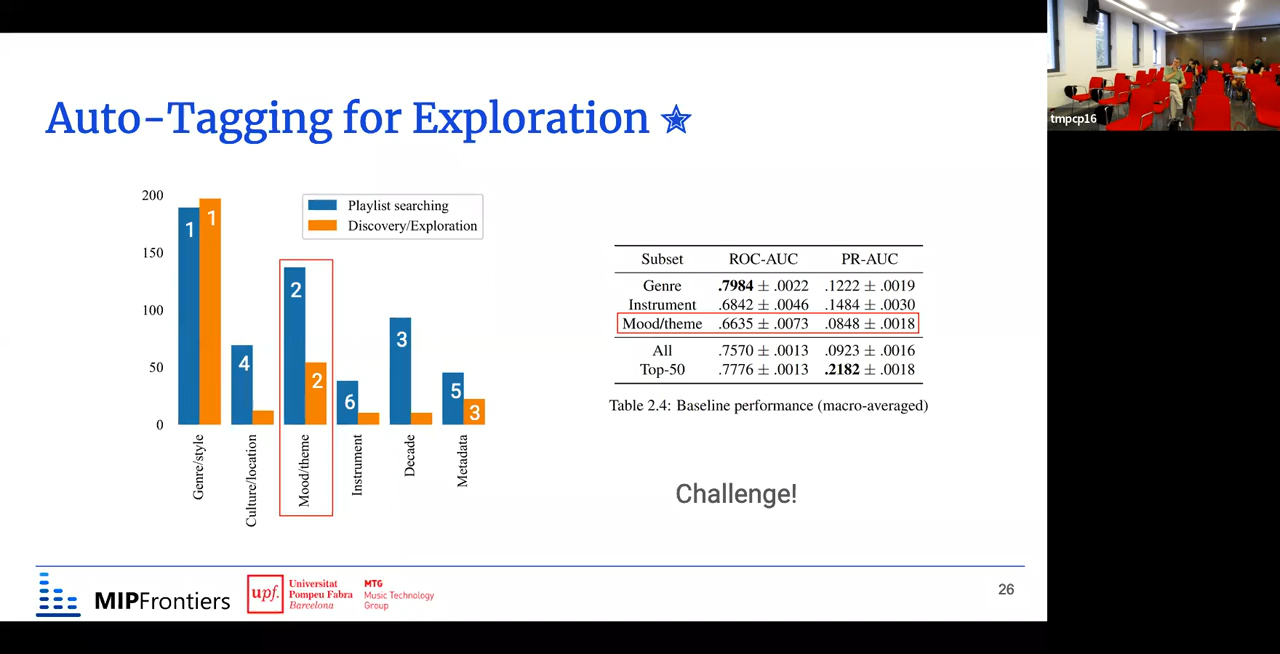 tmpcp16
Auto-Tagging for Exploration
200
150
100
50
0
Playlist searching
Discovery/Exploration
1
1
4
2
2
6
3
5
3
Genre/style
Culture/location
Mood/theme
Instrument
Decade
Metadata
Subset ROC-AUC PR-AUC
Genre .7984 ± .0022 .1222 ± .0019
Instrument .6842 ± .0046 .1484 ± .0030
Mood/theme .6635 ± .0073 .0848 ± .0018
All .7570 ± .0013 .0923 ± .0016
Top-50 .7776 ± .0013 .2182 ± .0018
Table 2.4: Baseline performance (macro-averaged)
Challenge!
MIPFrontiers
upf.
Universitat
Pompeu Fabra
Barcelona
MTG
Music Technology
Group
26